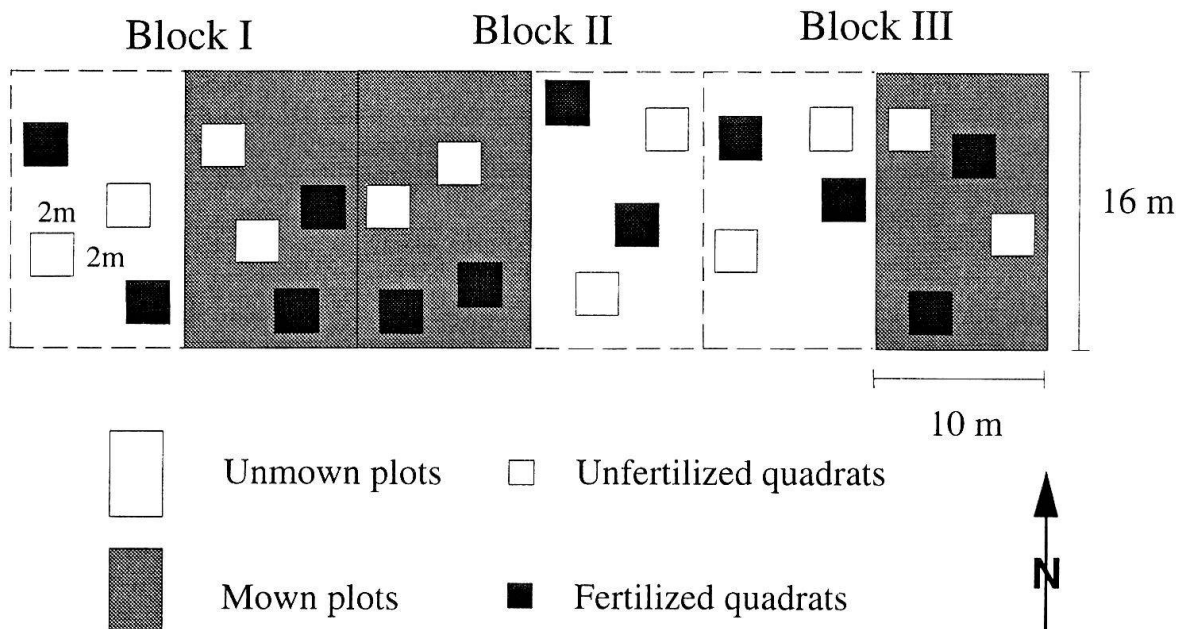 Block I
Block II
Block III
2m
2m
16 m
10 m
Unmown plots
Unfertilized quadrats
Mown plots
Fertilized quadrats
N